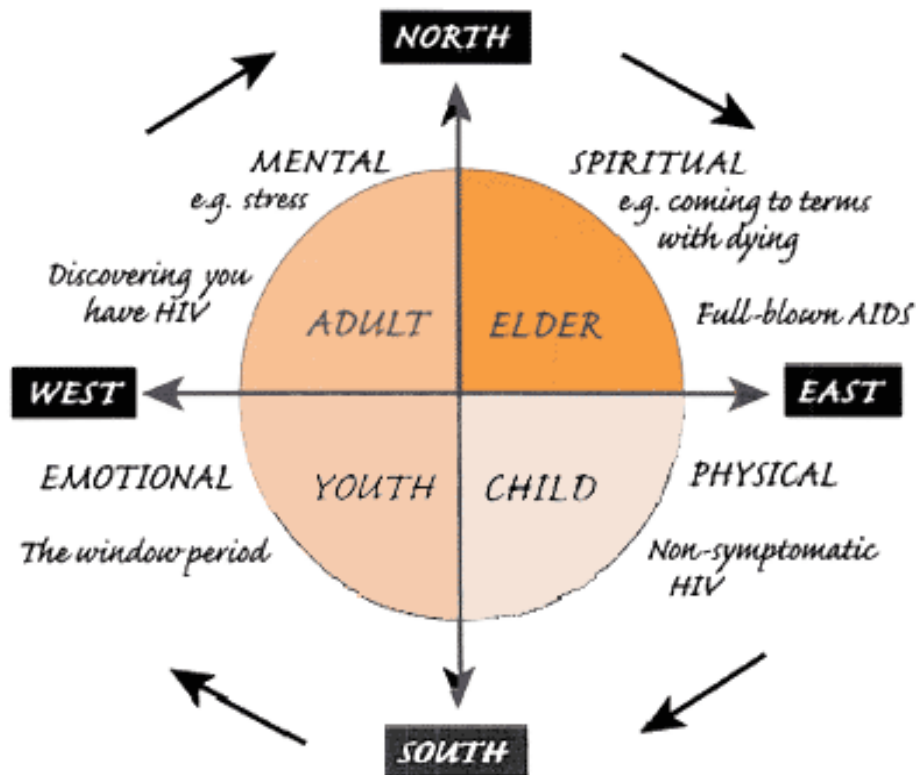 NORTH
MENTAL
e.g. stress
SPIRITUAL
e.g. coming to terms
with dying
Discovering you
have HIV
ADULT
ELDER
Full-blown AIDS
WEST
EAST
EMOTIONAL
YOUTH
CHILD
PHYSICAL
The window period
Non-symptomatic
HIV
SOUTH